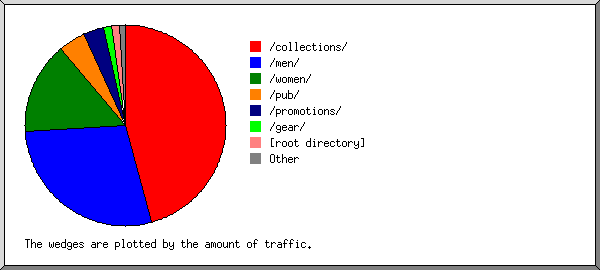 /collections/
/men/
/women/
/pub/
/promotions/
/gear/
[root directory]
Other
The wedges are plotted by the amount of traffic.